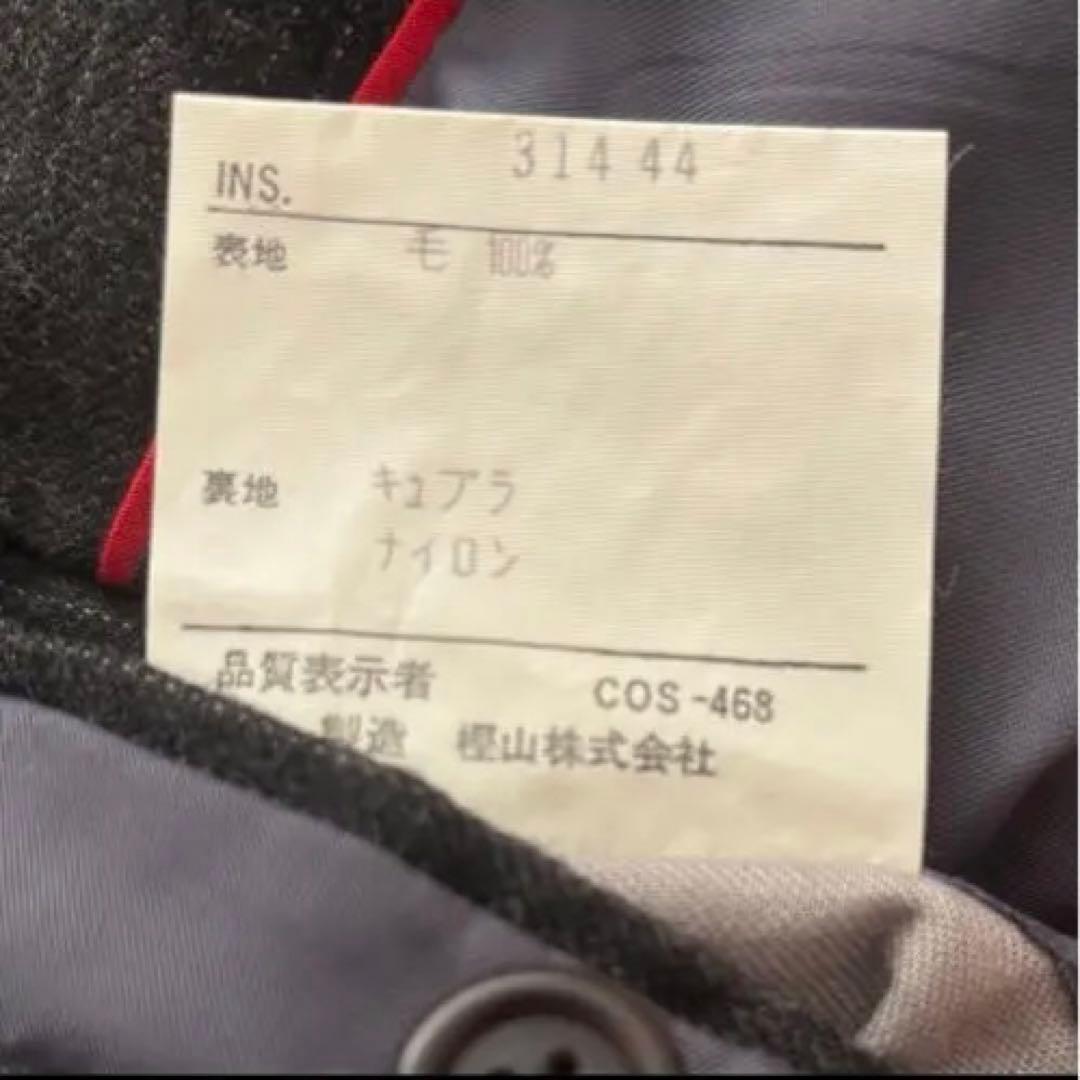 314 44
INS.
表地 毛 100%
裏地 キュアラ
ナイロン
品質表示者 COS-468
製造 樫山株式会社